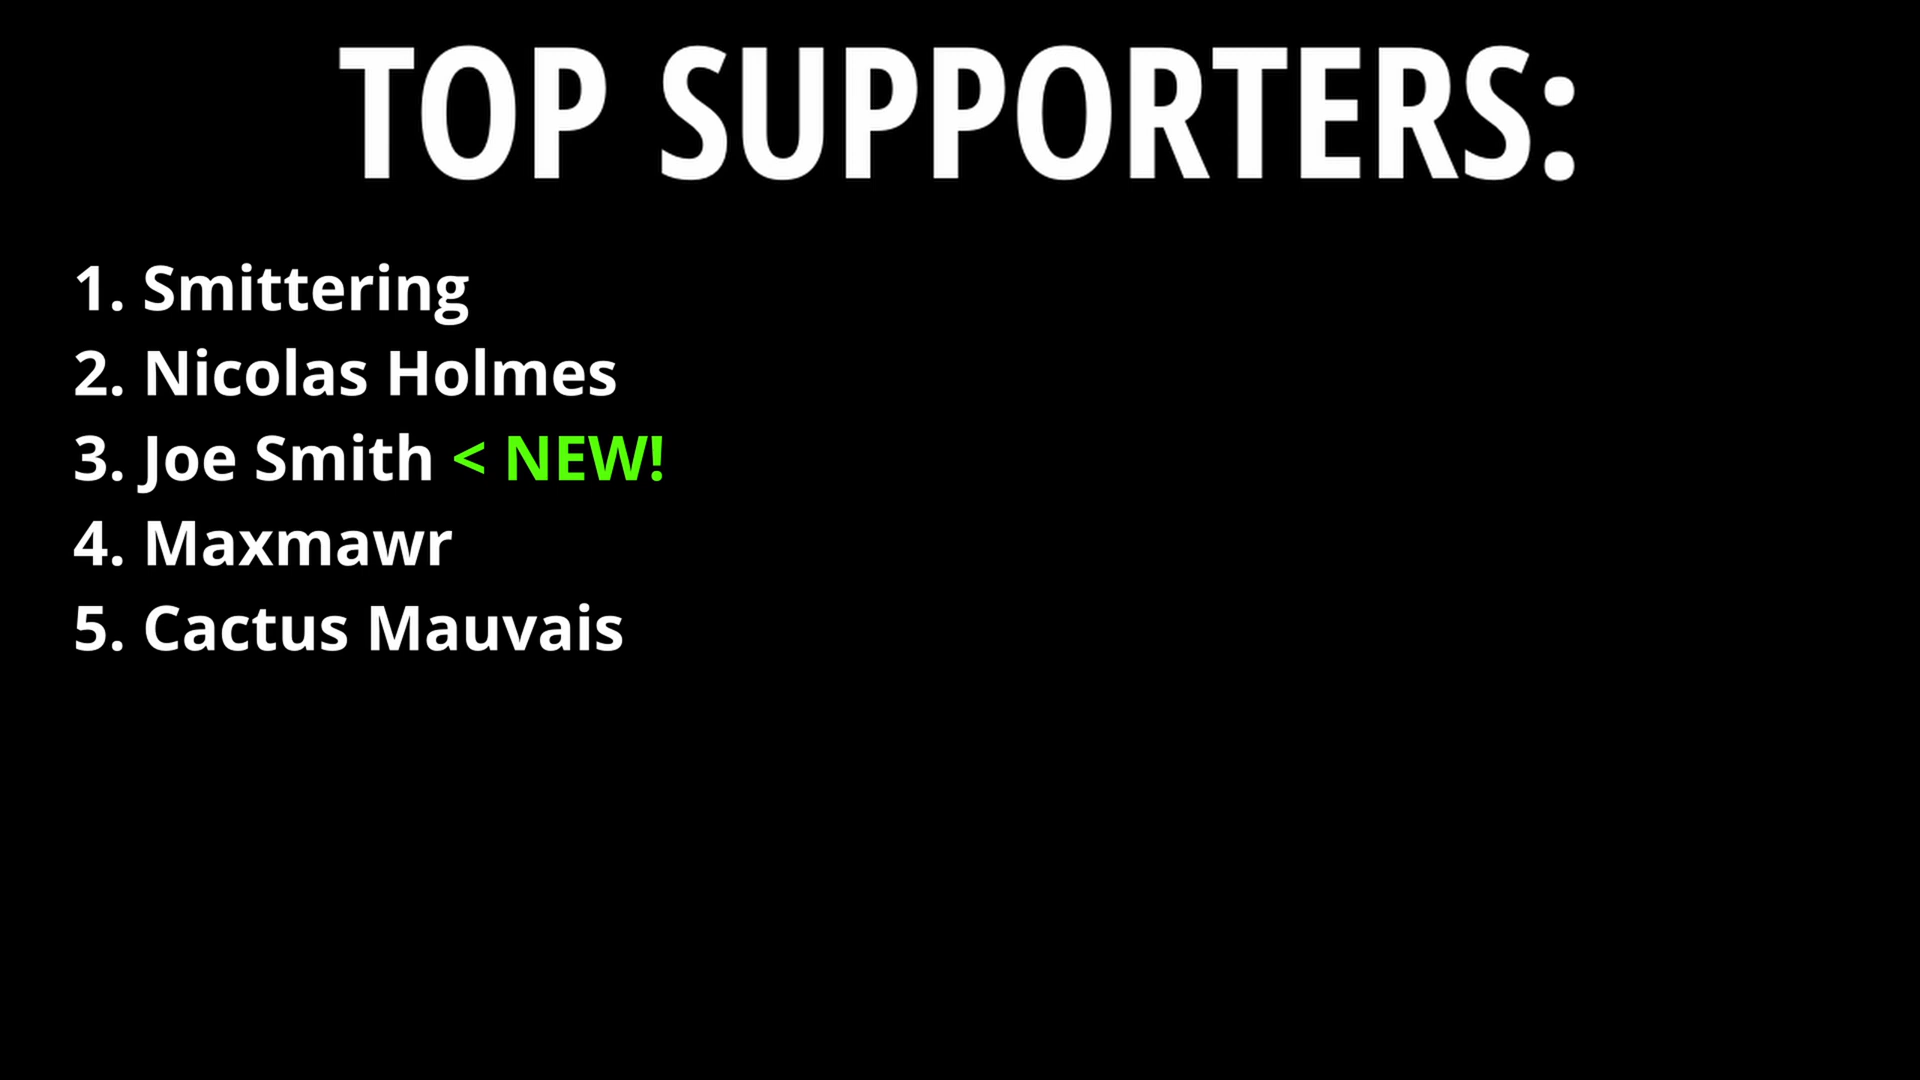 TOP SUPPORTERS:
1. Smittering
2. Nicolas Holmes
3. Joe Smith < NEW!
4. Maxmawr
5. Cactus Mauvais